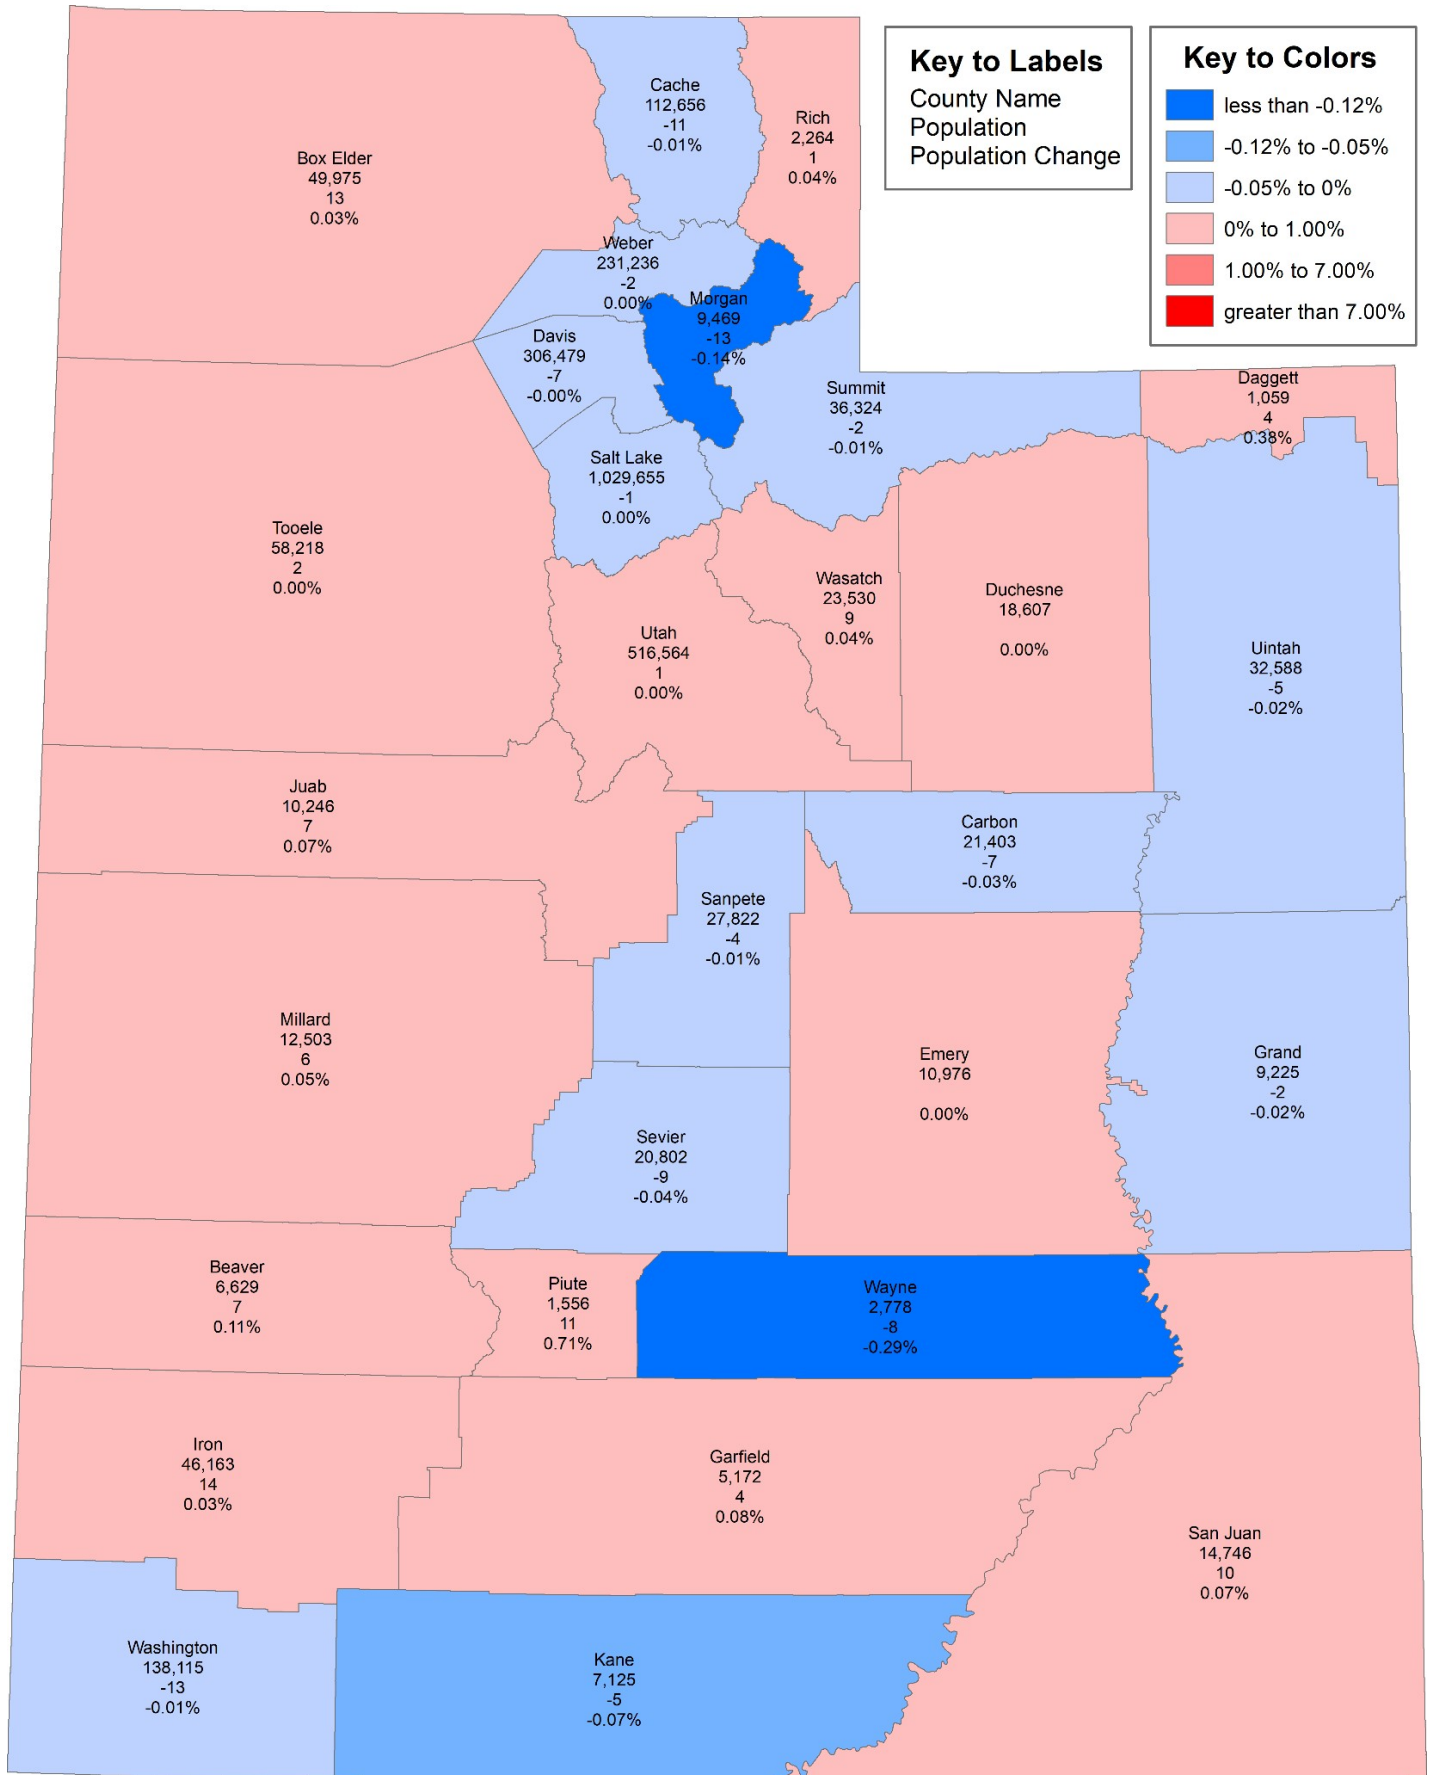 Key to Labels
County Name
Population
Population Change
Key to Colors
less than -0.12%
-0.12% to -0.05%
-0.05% to 0%
0% to 1.00%
1.00% to 7.00%
greater than 7.00%
Cache
112,656
-11
-0.01%
Rich
2,264
1
0.04%
Box Elder
49,975
13
0.03%
Weber
231,236
-2
0.00%
Morgan
9,469
-13
-0.14%
Davis
306,479
-7
-0.00%
Summit
36,324
-2
-0.01%
Daggett
1,059
4
0.38%
Salt Lake
1,029,655
-1
0.00%
Tooele
58,218
2
0.00%
Wasatch
23,530
9
0.04%
Duchesne
18,607
0.00%
Utah
516,564
1
0.00%
Uintah
32,588
-5
-0.02%
Juab
10,246
7
0.07%
Carbon
21,403
-7
-0.03%
Sanpete
27,822
-4
-0.01%
Millard
12,503
6
0.05%
Emery
10,976
0.00%
Grand
9,225
-2
-0.02%
Sevier
20,802
-9
-0.04%
Beaver
6,629
7
0.11%
Piute
1,556
11
0.71%
Wayne
2,778
-8
-0.29%
Iron
46,163
14
0.03%
Garfield
5,172
4
0.08%
San Juan
14,746
10
0.07%
Washington
138,115
-13
-0.01%
Kane
7,125
-5
-0.07%